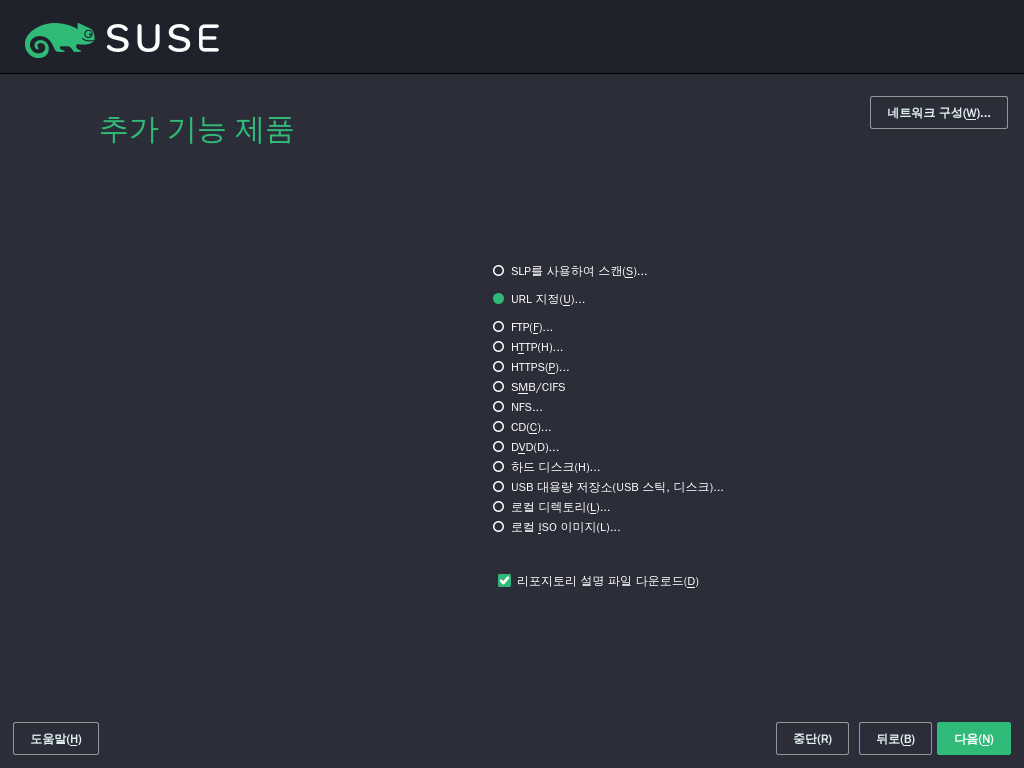 SUSE
네트워크 구성(W)...
추가 기능 제품
SLP를 사용하여 스캔(S)...
URL 지정(U)...
FTP(F)...
HTTP(H)...
HTTPS(P)...
SMB/CIFS
NFS...
CD(C)...
DVD(D)...
하드 디스크(H)...
USB 대용량 저장소(USB 스틱, 디스크)...
로컬 디렉토리(L)...
로컬 ISO 이미지(L)...
리포지토리 설명 파일 다운로드(D)
도움말(H)
중단(R)
뒤로(B)
다음(N)